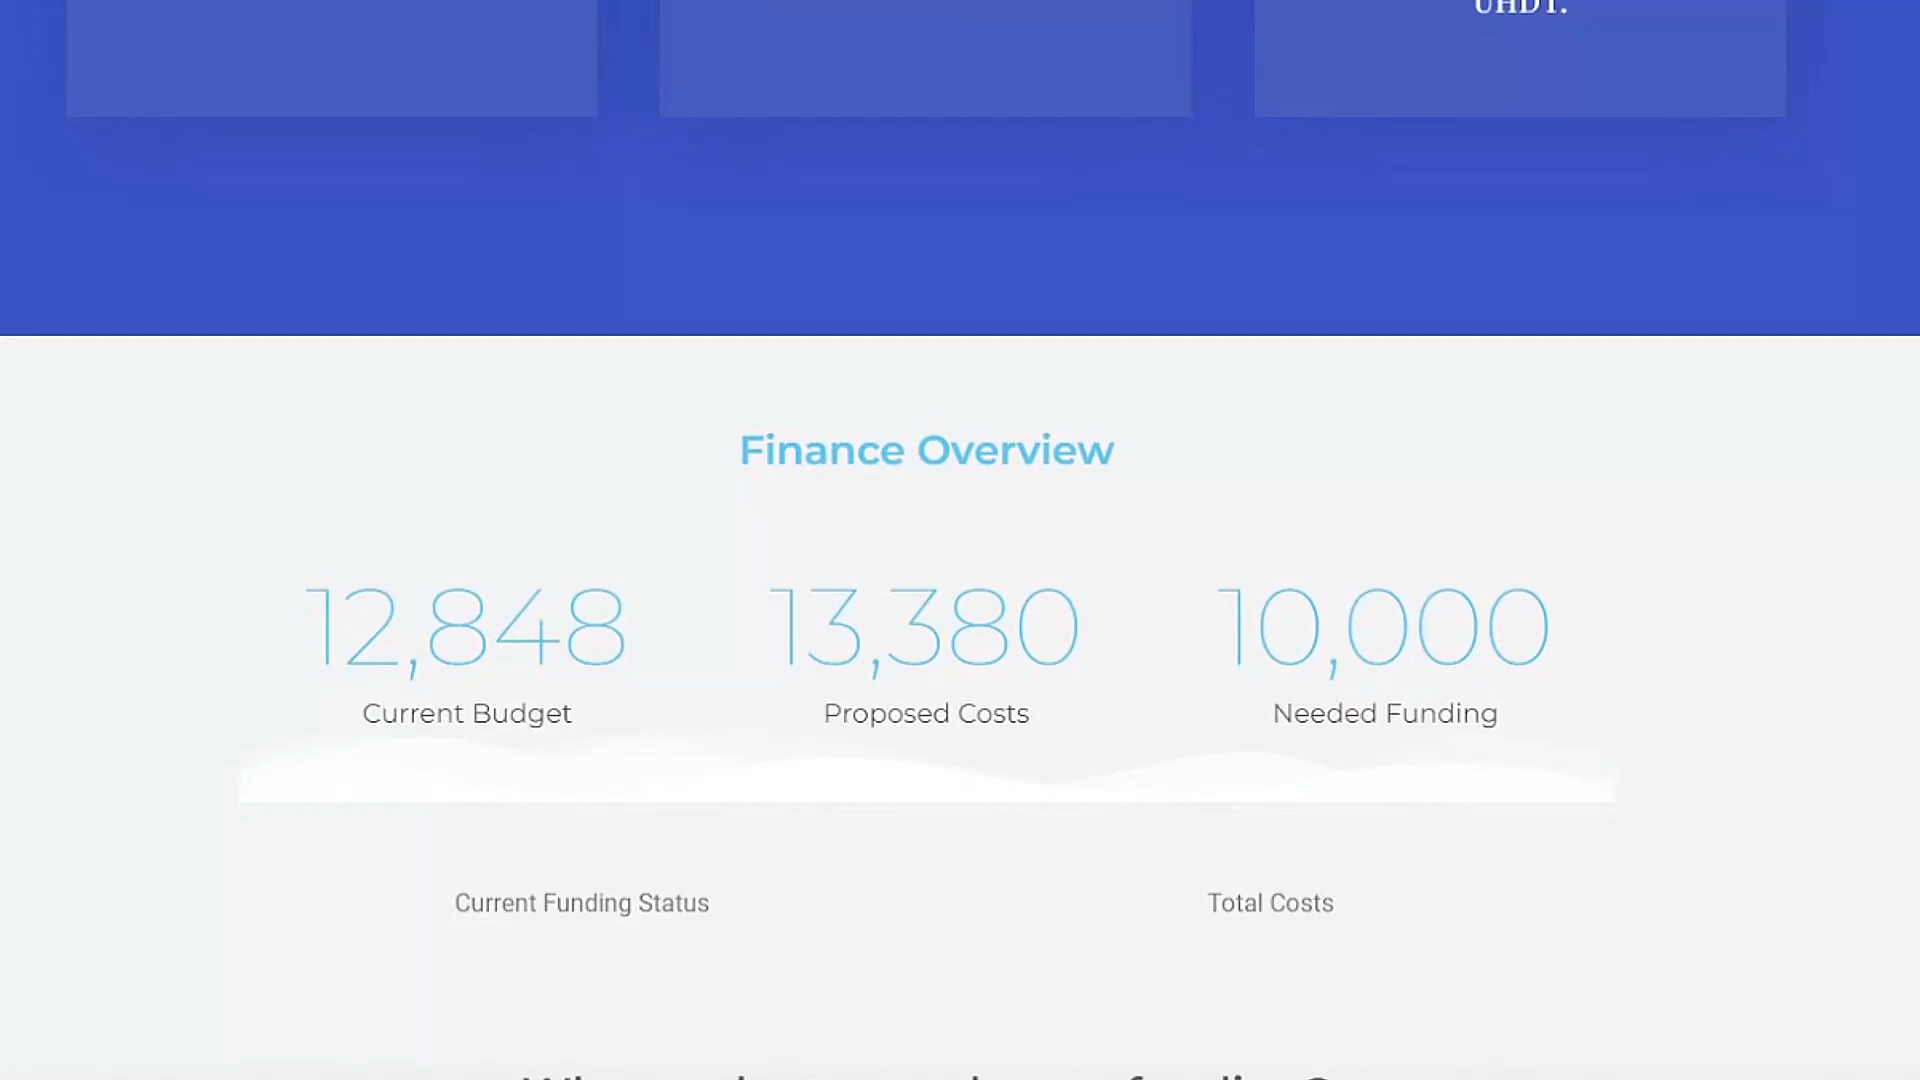 UHDT.
Finance Overview
12,848 13,380 10,000
Current Budget Proposed Costs Needed Funding
Current Funding Status Total Costs